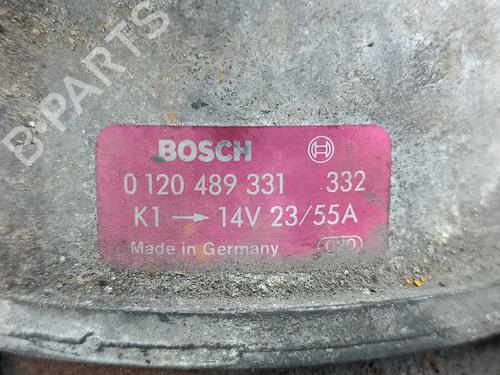 B-PARTS
BOSCH
0 120 489 331 332
K1 → 14V 23/55A
Made in Germany